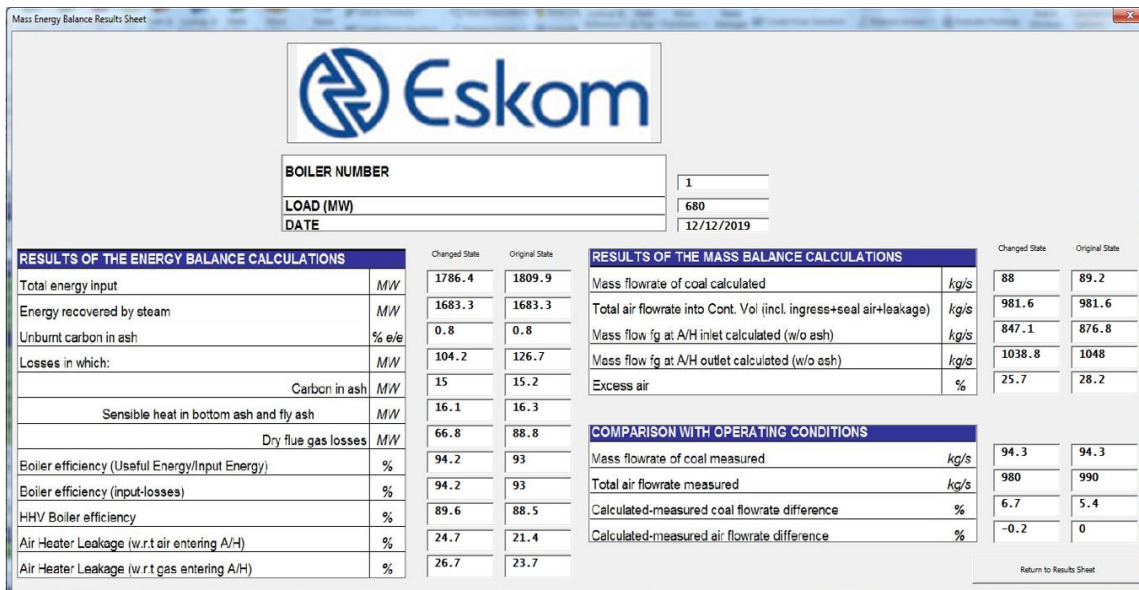 Mass Energy Balance Results Sheet
Eskom
BOILER NUMBER 1
LOAD (MW) 680
DATE 12/12/2019
Changed State Original State
RESULTS OF THE ENERGY BALANCE CALCULATIONS
Total energy input MW 1786.4 1809.9
Energy recovered by steam MW 1683.3 1683.3
Unburnt carbon in ash % e/e 0.8 0.8
Losses in which: MW 104.2 126.7
Carbon in ash MW 15 15.2
Sensible heat in bottom ash and fly ash MW 16.1 16.3
Dry flue gas losses MW 66.8 88.8
Boiler efficiency (Useful Energy/Input Energy) % 94.2 93
Boiler efficiency (input-losses) % 94.2 93
HHV Boiler efficiency % 89.6 88.5
Air Heater Leakage (w.r.t air entering A/H) % 24.7 21.4
Air Heater Leakage (w.r.t gas entering A/H) % 26.7 23.7
Changed State Original State
RESULTS OF THE MASS BALANCE CALCULATIONS
Mass flowrate of coal calculated kg/s 88 89.2
Total air flowrate into Cont. Vol (incl. ingress+seal air+leakage) kg/s 981.6 981.6
Mass flow fg at A/H inlet calculated (w/o ash) kg/s 847.1 876.8
Mass flow fg at A/H outlet calculated (w/o ash) kg/s 1038.8 1048
Excess air % 25.7 28.2
COMPARISON WITH OPERATING CONDITIONS
Mass flowrate of coal measured kg/s 94.3 94.3
Total air flowrate measured kg/s 980 990
Calculated-measured coal flowrate difference % 6.7 5.4
Calculated-measured air flowrate difference % -0.2 0
Return to Results Sheet